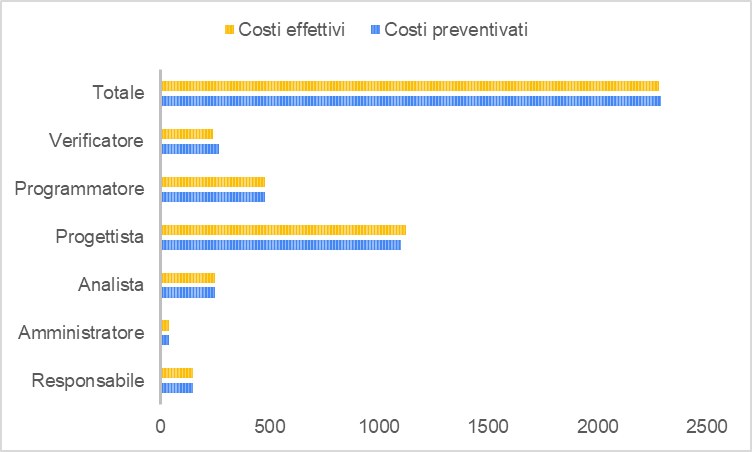 Costi effettivi Costi preventivati
Totale
Verificatore
Programmatore
Progettista
Analista
Amministratore
Responsabile
0 500 1000 1500 2000 2500